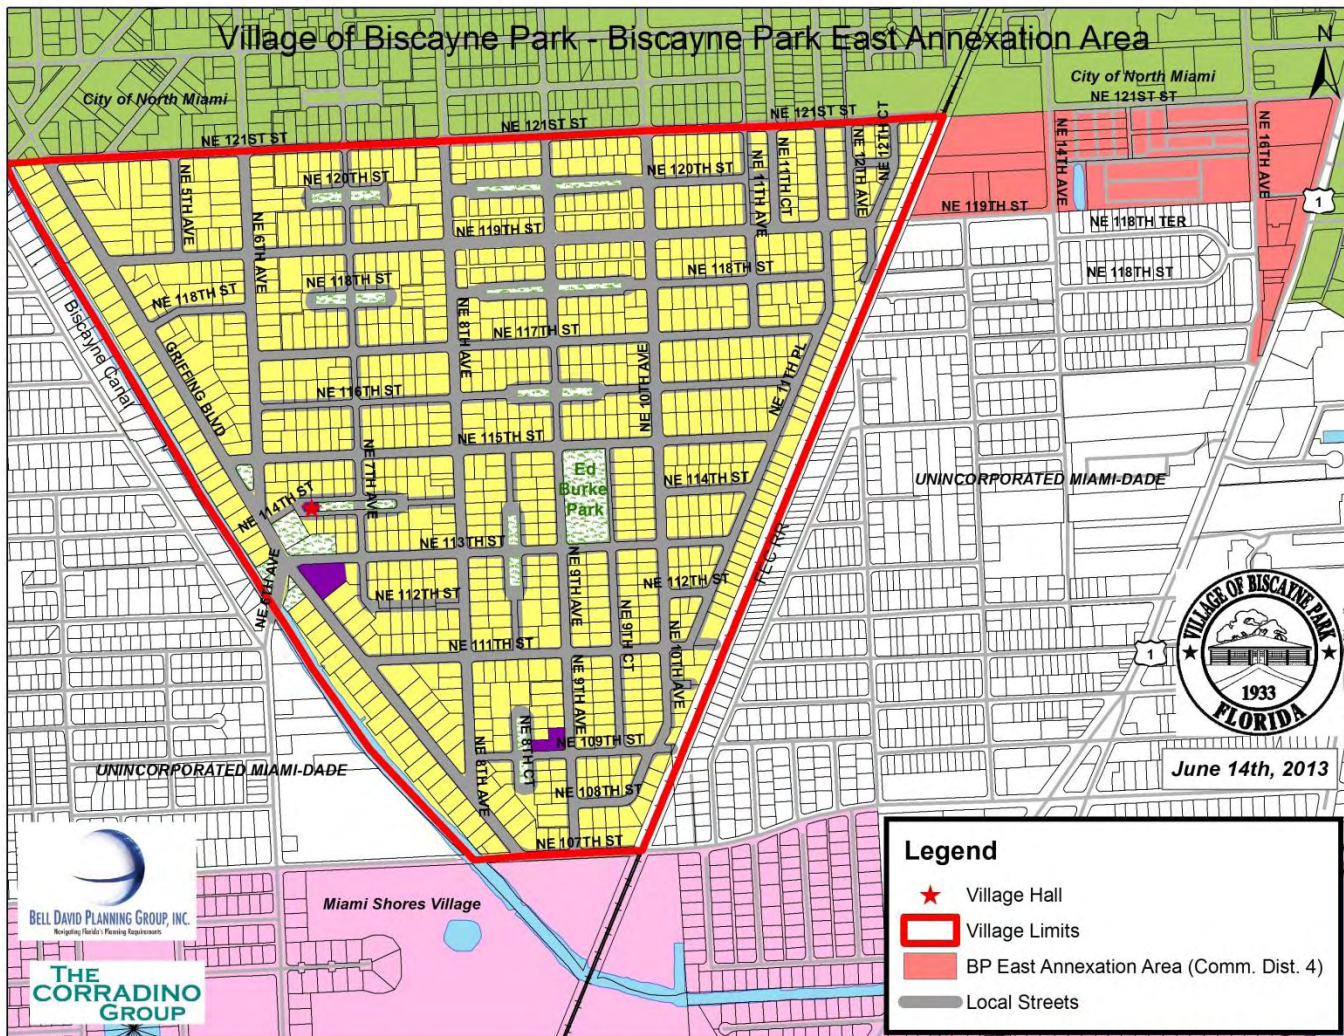 Village of Biscayne Park - Biscayne Park East Annexation Area
N
City of North Miami
City of North Miami
NE 121ST ST
NE 121ST ST
NE 121ST ST
NE 121ST ST
NE 5TH AVE
NE 6TH AVE
NE 120TH ST
NE 120TH ST
NE 11TH AVE
NE 11TH CT
NE 12TH AVE
NE 12TH CT
NE 14TH AVE
NE 16TH AVE
1
NE 119TH ST
NE 119TH ST
NE 118TH TER
NE 118TH ST
NE 118TH ST
NE 118TH ST
NE 118TH ST
Biscayne Canal
GRIFFING BLVD
NE 8TH AVE
NE 117TH ST
NE 10TH AVE
NE 11TH PL
NE 116TH ST
NE 115TH ST
NE 7TH AVE
Ed
Burke
Park
NE 114TH ST
NE 114TH ST
UNINCORPORATED MIAMI-DADE
NE 113TH ST
FEC RR
NE 6TH AVE
NE 112TH ST
NE 112TH ST
NE 9TH AVE
NE 9TH CT
NE 10TH AVE
NE 111TH ST
1
VILLAGE OF BISCAYNE PARK
1933
FLORIDA
NE 9TH AVE
NE 8TH AVE
NE 8TH CT
NE 109TH ST
NE 108TH ST
UNINCORPORATED MIAMI-DADE
June 14th, 2013
NE 107TH ST
Miami Shores Village
BELL DAVID PLANNING GROUP, INC.
Navigating Florida's Planning Requirements
THE
CORRADINO
GROUP
Legend
Village Hall
Village Limits
BP East Annexation Area (Comm. Dist. 4)
Local Streets